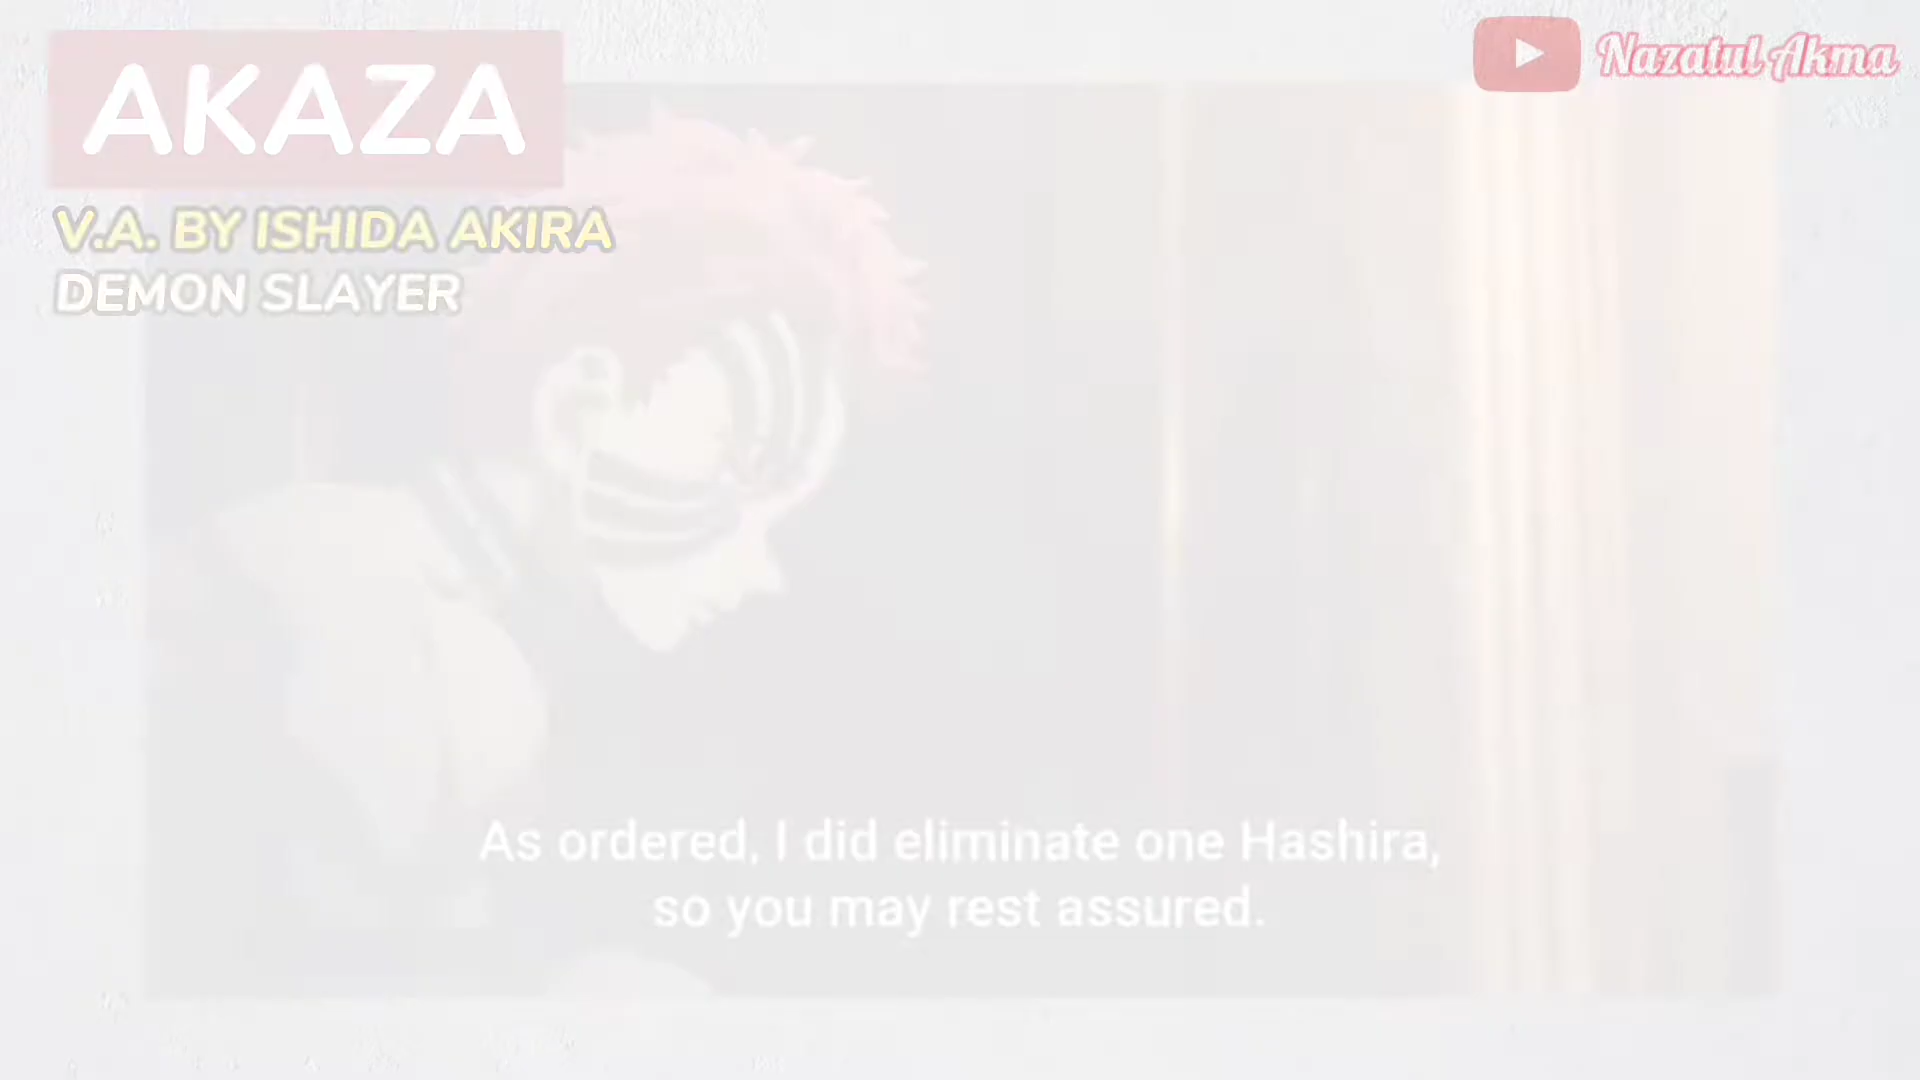 AKAZA
Nazatul Akma
V.A. BY ISHIDA AKIRA
DEMON SLAYER
As ordered, I did eliminate one Hashira,
so you may rest assured.